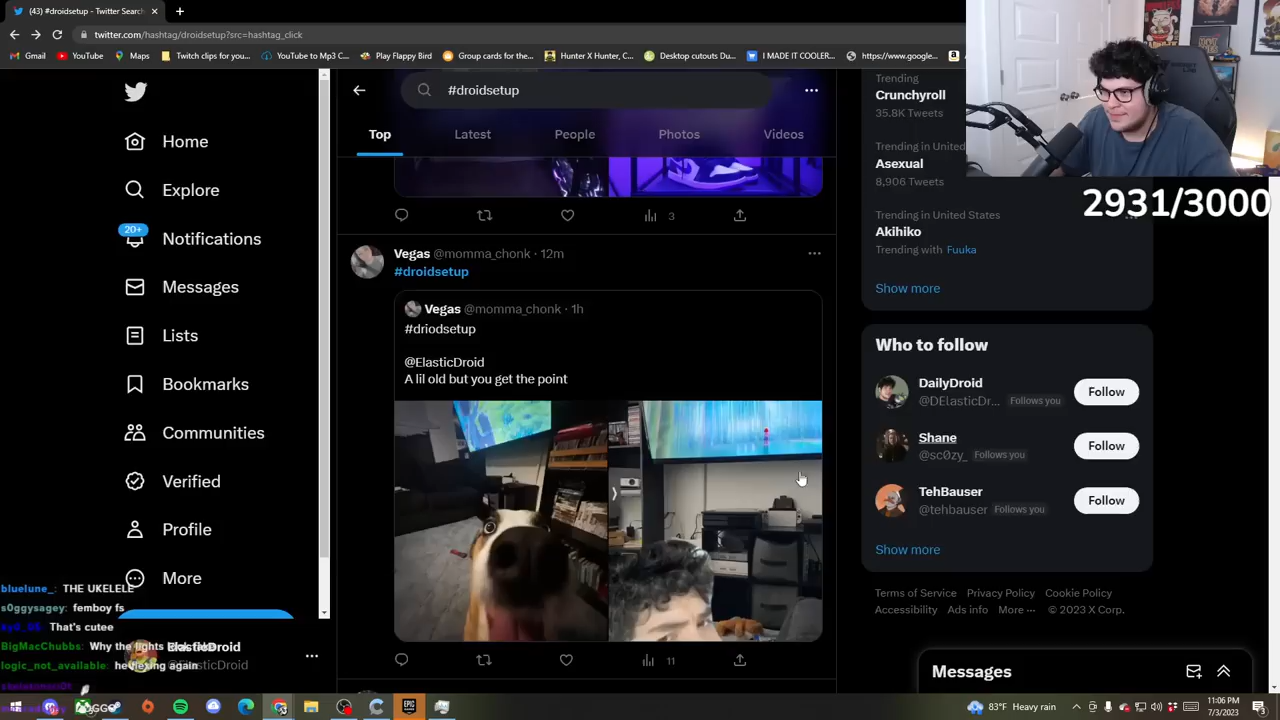 (43) #droidsetup - Twitter Search
twitter.com/hashtag/droidsetup?src=hashtag_click
Gmail
YouTube
Maps
Twitch clips for you...
YouTube to Mp3 C...
Play Flappy Bird
Group cards for the...
Hunter X Hunter, C...
Desktop cutouts Du...
I MADE IT COOLER...
https://www.google...
#droidsetup
Top
Latest
People
Photos
Videos
Home
Explore
20+
Notifications
Messages
Lists
Bookmarks
Communities
Verified
Profile
More
3
Vegas @momma_chonk · 12m
#droidsetup
Vegas @momma_chonk · 1h
#driodsetup
@ElasticDroid
A lil old but you get the point
11
Trending
Crunchyroll
35.8K Tweets
Trending in United
Asexual
8,906 Tweets
Trending in United States
Akihiko
Trending with Fuuka
Show more
2931/3000
Who to follow
DailyDroid
@DElasticDr... Follows you
Follow
Shane
@sc0zy_ Follows you
Follow
TehBauser
@tehbauser Follows you
Follow
Show more
Terms of Service Privacy Policy Cookie Policy
Accessibility Ads info More ··· © 2023 X Corp.
Messages
bluelune_: THE UKELELE
s0ggysagey: femboy fs
That's cutee
BigMacChubbs: Why the lights
logic_not_available: he flexing again
ElasticDroid
@ElasticDroid
83°F Heavy rain
11:06 PM
7/3/2023